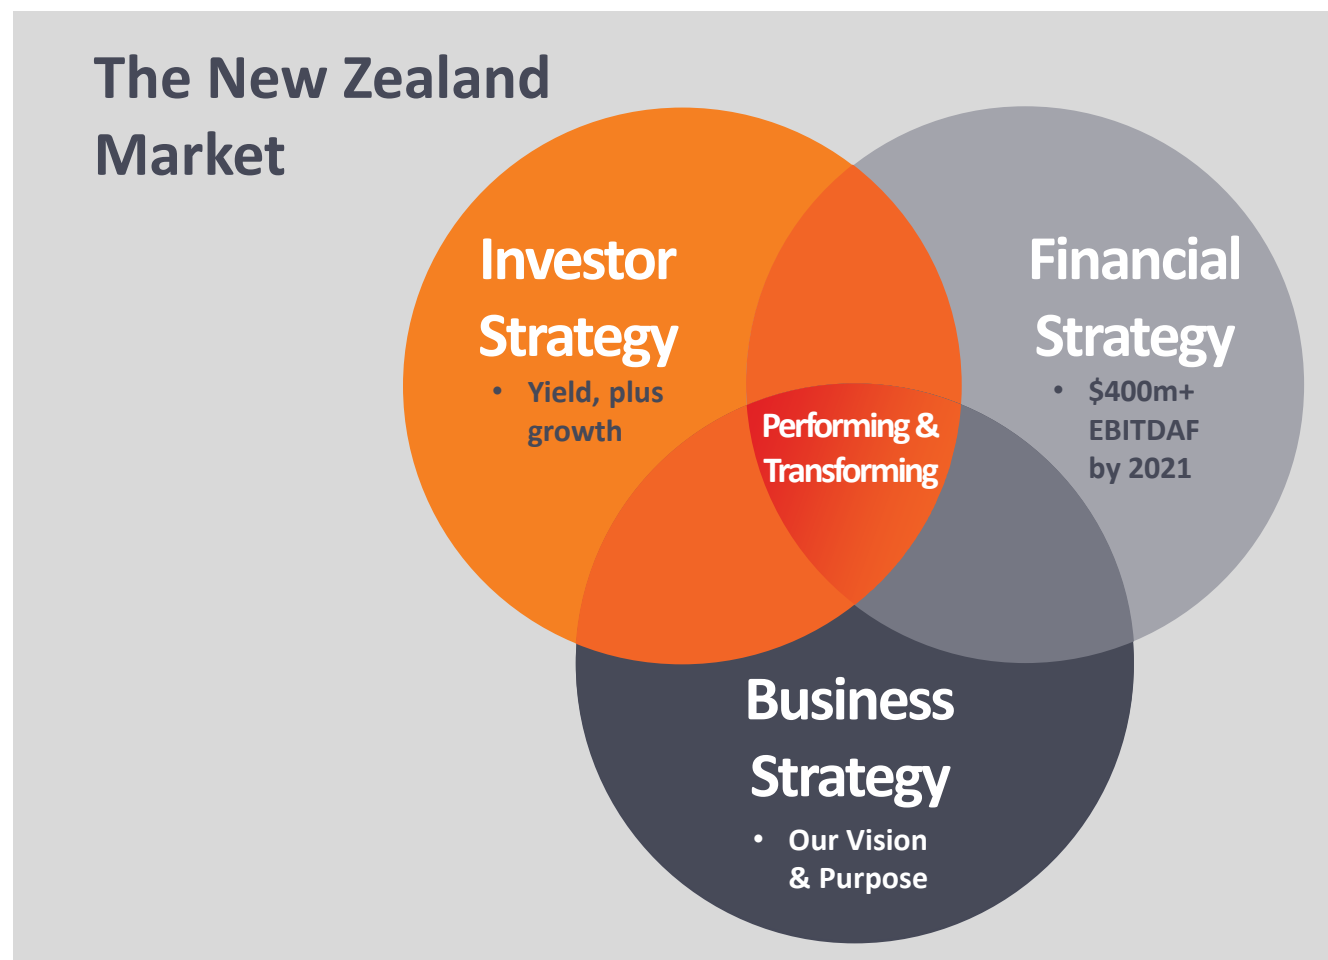 The New Zealand
Market
Investor
Strategy
• Yield, plus
growth
Financial
Strategy
• $400m+
EBITDAF
by 2021
Performing &
Transforming
Business
Strategy
• Our Vision
& Purpose